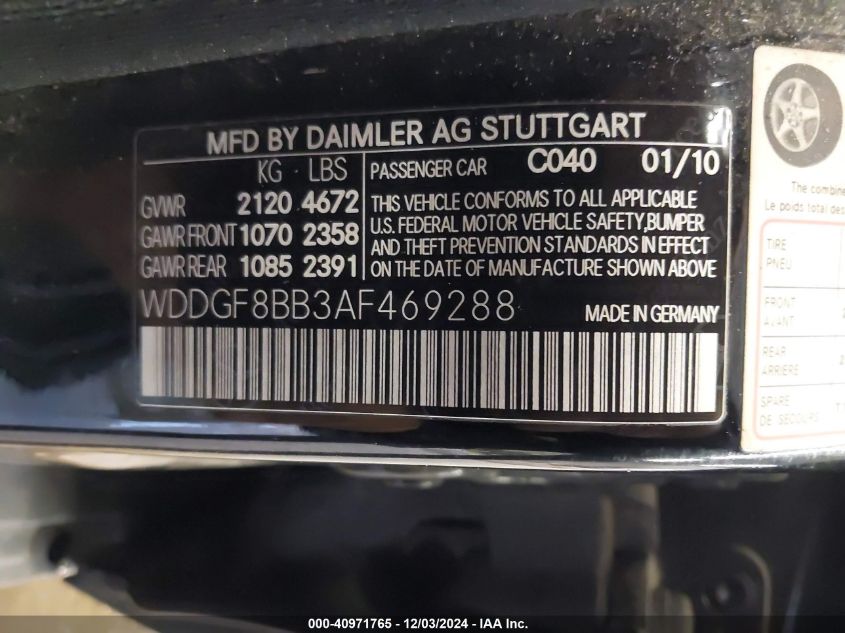 MFD BY DAIMLER AG STUTTGART
KG LBS
GVWR 2120 4672
GAWR FRONT 1070 2358
GAWR REAR 1085 2391
PASSENGER CAR C040 01/10
THIS VEHICLE CONFORMS TO ALL APPLICABLE
U.S. FEDERAL MOTOR VEHICLE SAFETY, BUMPER
AND THEFT PREVENTION STANDARDS IN EFFECT
ON THE DATE OF MANUFACTURE SHOWN ABOVE
WDDGF8BB3AF469288 GERMANY
The combine
Le poids total des
TIRE
PNEU
FRONT
AVANT
REAR
ARRIÈRE
SPARE
DE SECOURS
000-40971765 - 12/03/2024 - IAA Inc.